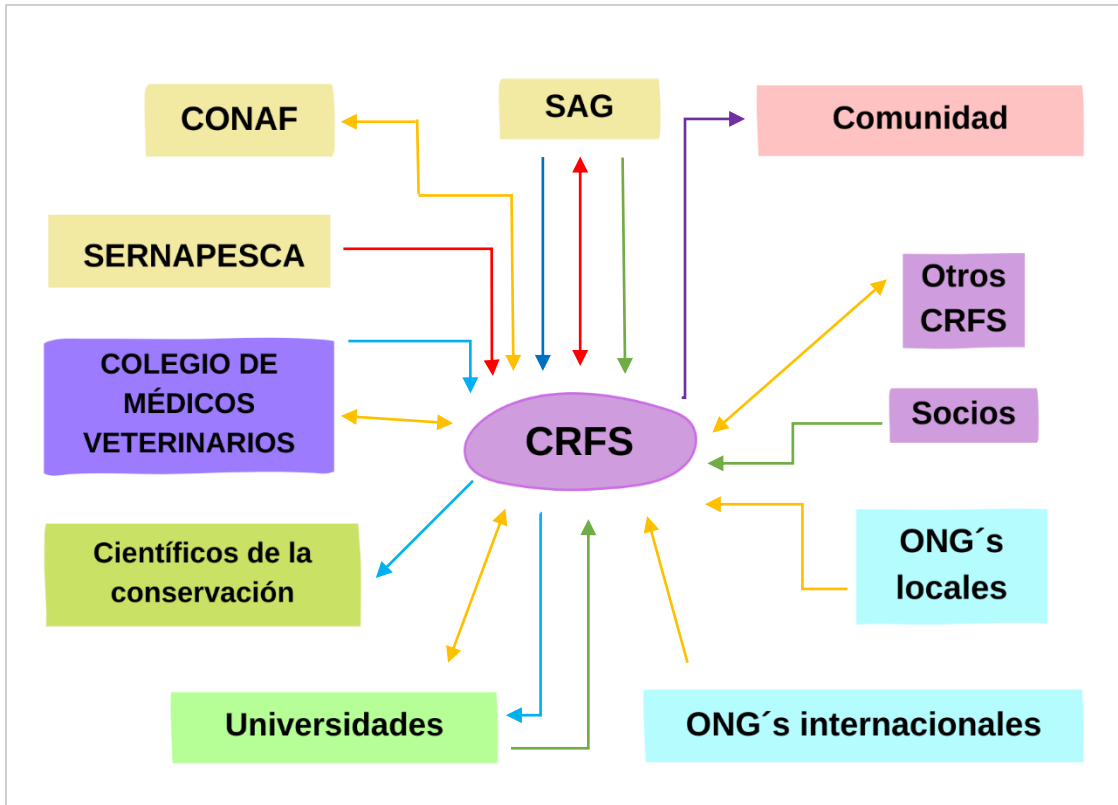 CONAF
SAG
Comunidad
SERNAPESCA
Otros
CRFS
COLEGIO DE
MÉDICOS
VETERINARIOS
CRFS
Socios
Científicos de la
conservación
ONG´s
locales
Universidades
ONG´s internacionales